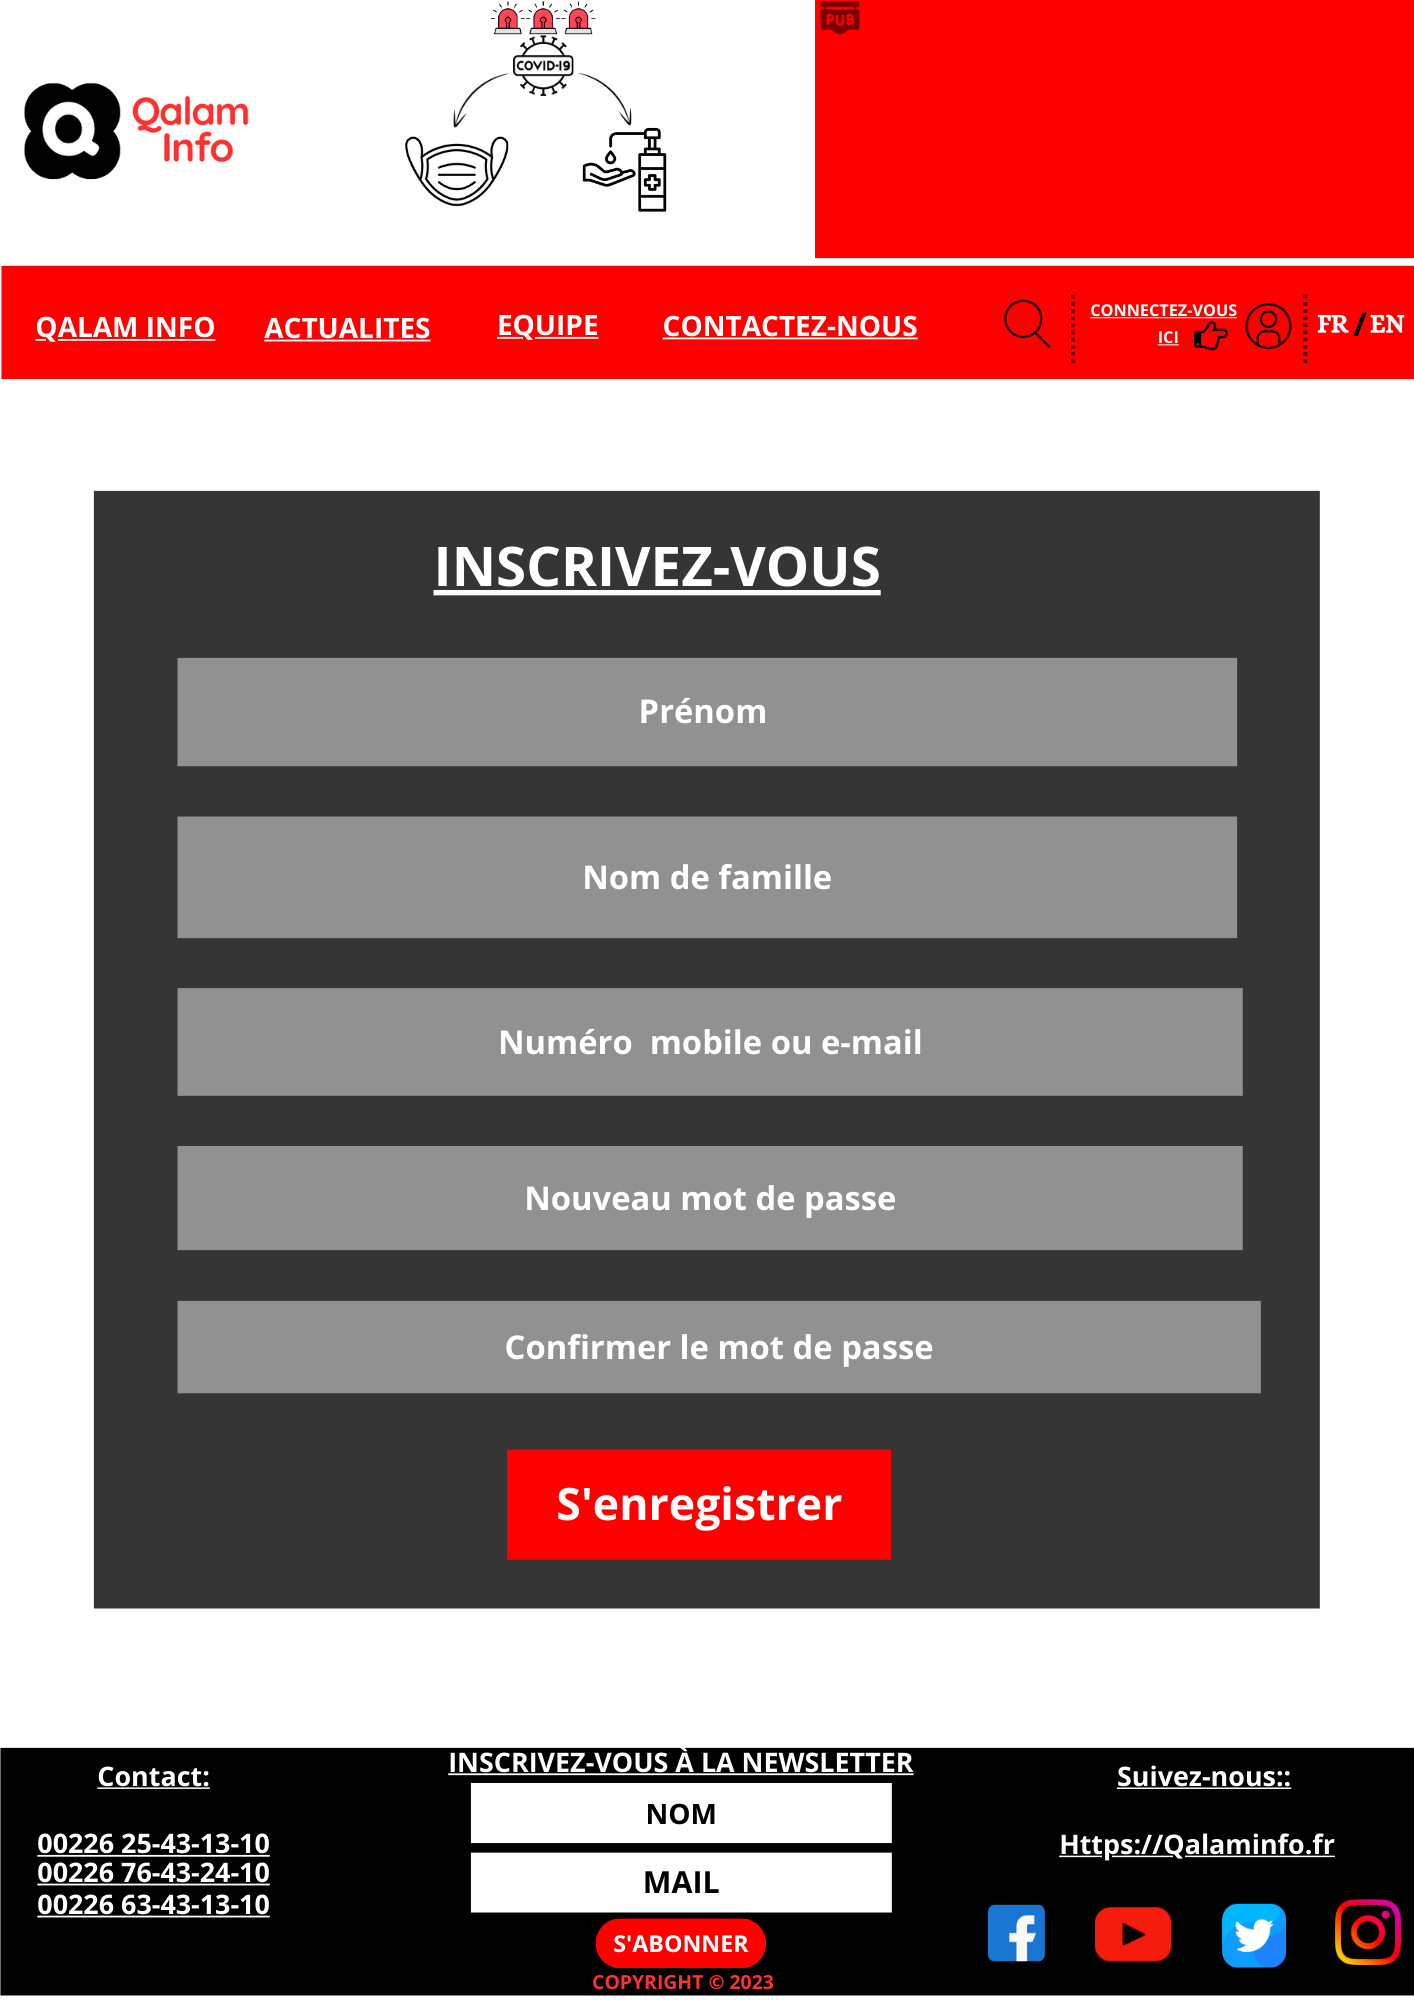 COVID-19
PUB
Qalam
Info
QALAM INFO
ACTUALITES
EQUIPE
CONTACTEZ-NOUS
CONNECTEZ-VOUS
ICI
FR / EN
INSCRIVEZ-VOUS
Prénom
Nom de famille
Numéro  mobile ou e-mail
Nouveau mot de passe
Confirmer le mot de passe
S'enregistrer
Contact:
00226 25-43-13-10
00226 76-43-24-10
00226 63-43-13-10
INSCRIVEZ-VOUS À LA NEWSLETTER
NOM
MAIL
S'ABONNER
COPYRIGHT © 2023
Suivez-nous::
Https://Qalaminfo.fr